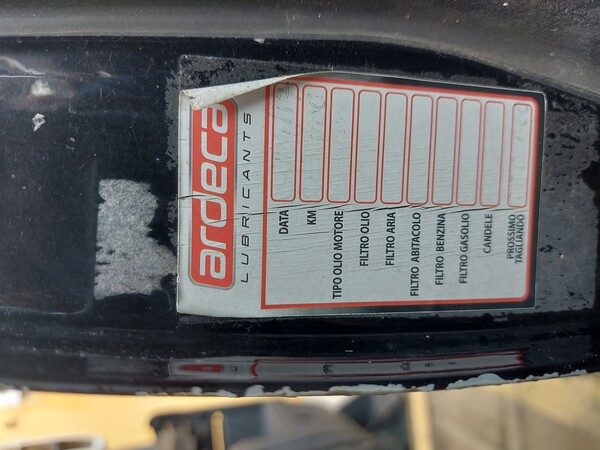 ardeca
LUBRICANTS
DATA
KM
TIPO OLIO MOTORE
FILTRO OLIO
FILTRO ARIA
FILTRO ABITACOLO
FILTRO BENZINA
FILTRO GASOLIO
CANDELE
PROSSIMO
TAGLIANDO